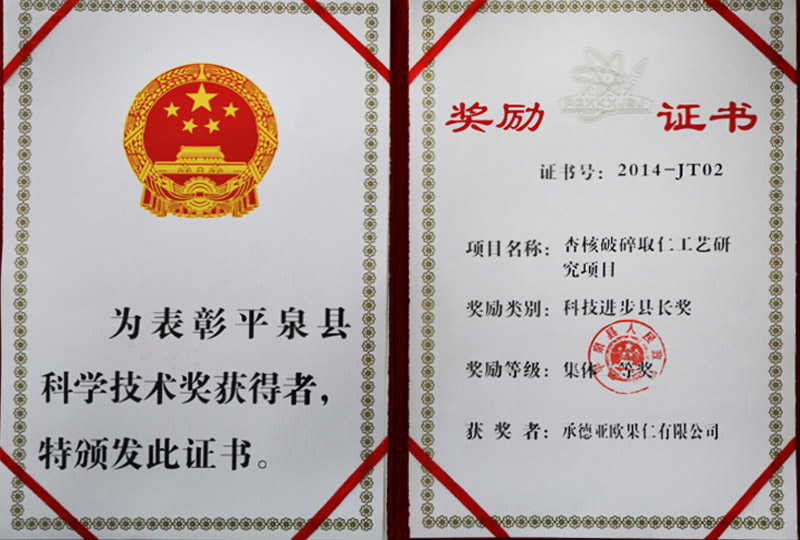 为表彰平泉县
科学技术奖获得者，
特颁发此证书。
奖励 证书
证书号：2014-JT02
项目名称：杏核破碎取仁工艺研
究项目
奖励类别：科技进步县长奖
奖励等级：集体 等奖
获奖者：承德亚欧果仁有限公司